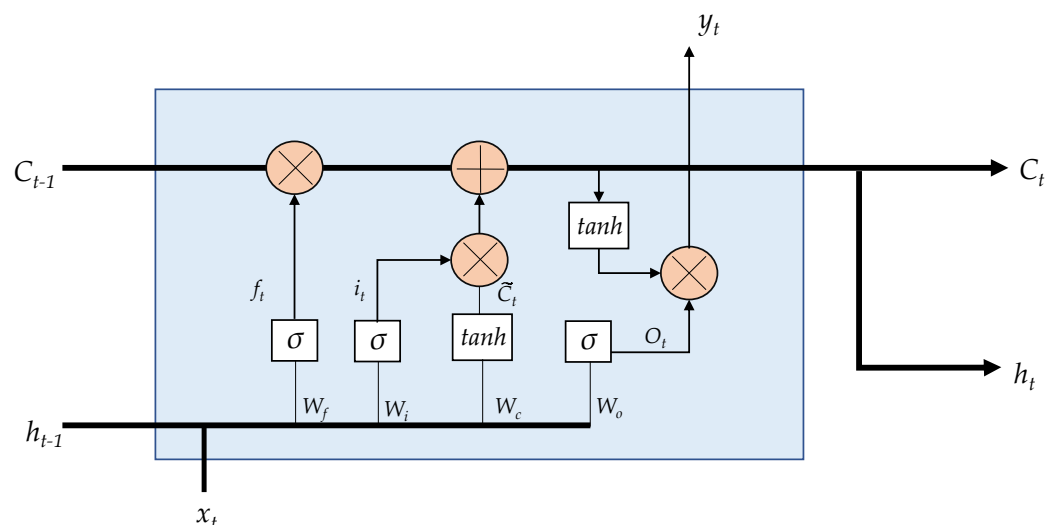 y_t
C_{t-1}
C_t
tanh
f_t
i_t
C̃_t
σ
σ
tanh
σ
O_t
h_t
W_f
W_i
W_c
W_o
h_{t-1}
x_t